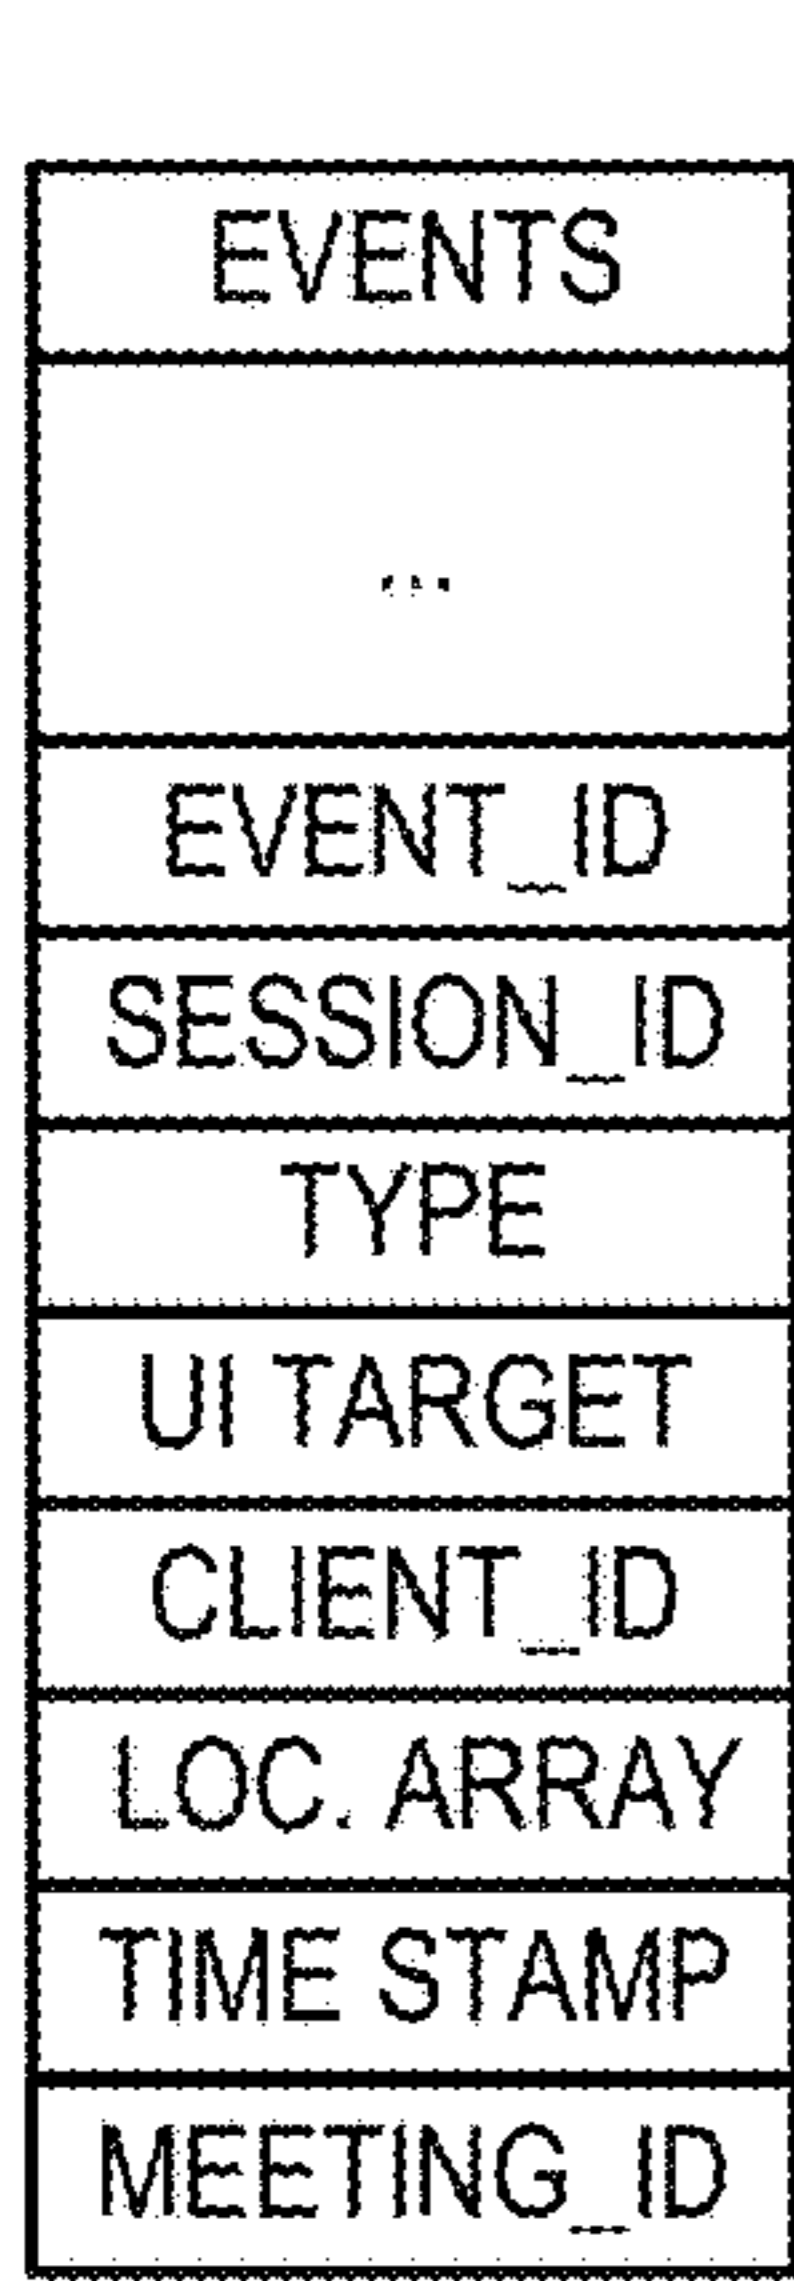 EVENTS
...
EVENT_ID
SESSION_ID
TYPE
UI TARGET
CLIENT_ID
LOC. ARRAY
TIME STAMP
MEETING_ID